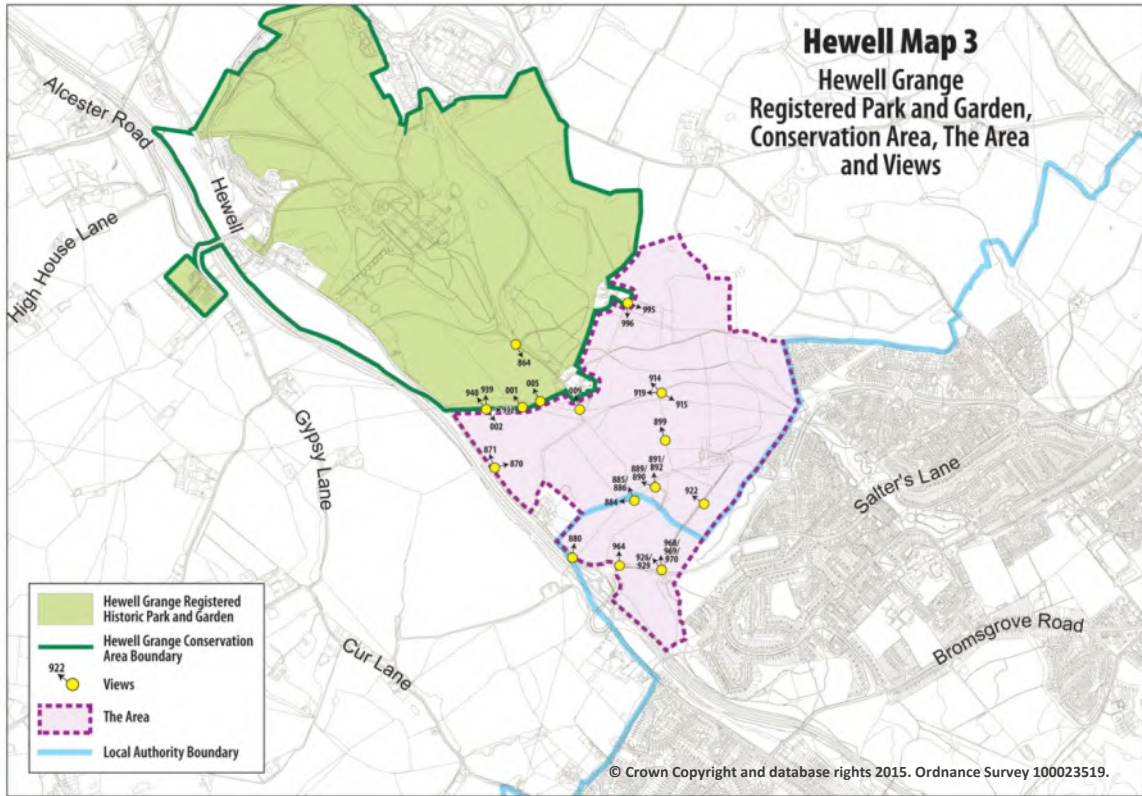 Hewell Map 3
Hewell Grange
Registered Park and Garden,
Conservation Area, The Area
and Views
Alcester Road
Hewell
High House Lane
995
996
864
939
940
001
005
009
002
914
919
915
871
870
899
891/
892
889/
890
885/
886
884
922
Salter's Lane
Gypsy Lane
880
964
926/
929
968/
969/
970
Cur Lane
Bromsgrove Road
Hewell Grange Registered
Historic Park and Garden
Hewell Grange Conservation
Area Boundary
922
Views
The Area
Local Authority Boundary
© Crown Copyright and database rights 2015. Ordnance Survey 100023519.